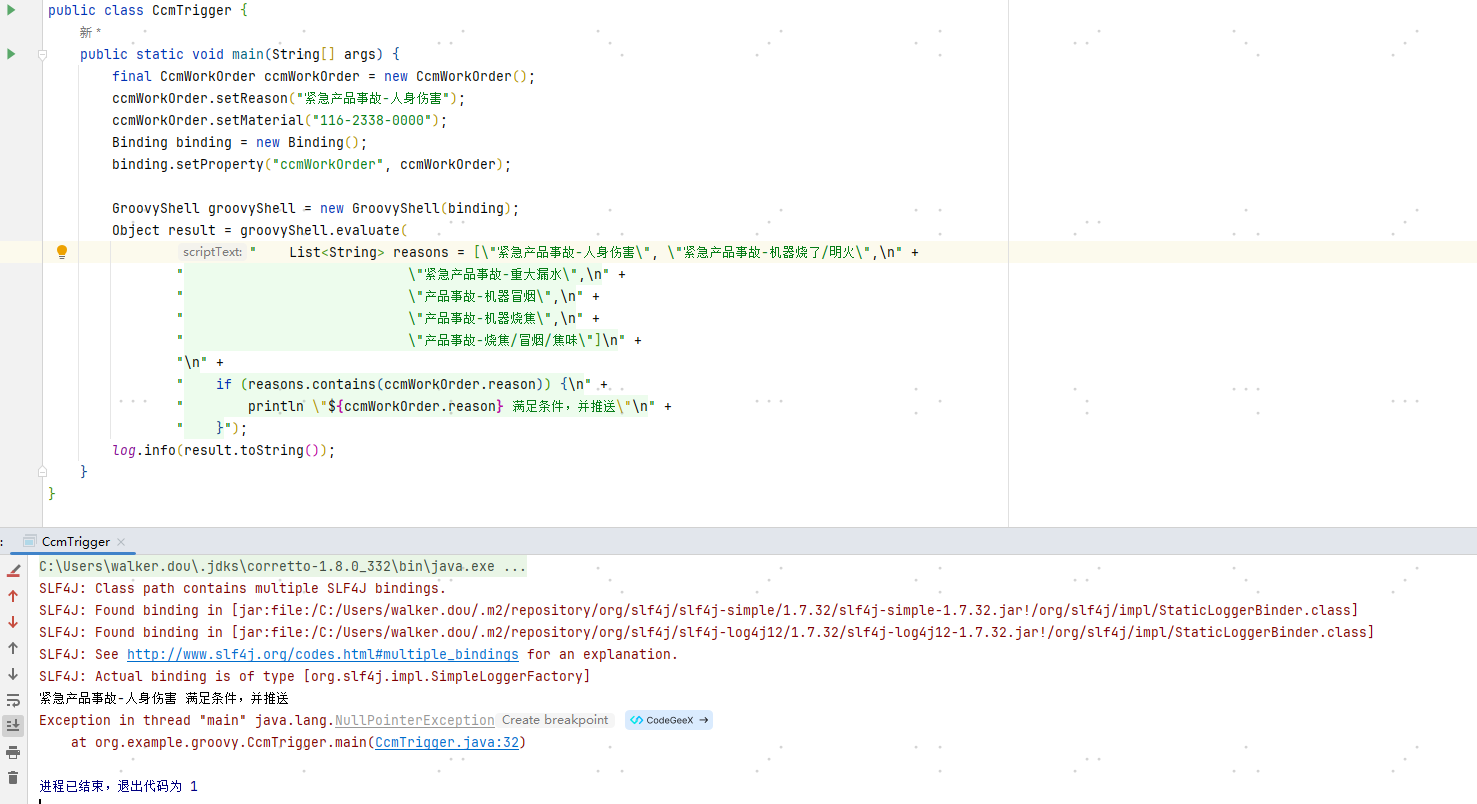 public class CcmTrigger {
新 *
public static void main(String[] args) {
final CcmWorkOrder ccmWorkOrder = new CcmWorkOrder();
ccmWorkOrder.setReason("紧急产品事故-人身伤害");
ccmWorkOrder.setMaterial("116-2338-0000");
Binding binding = new Binding();
binding.setProperty("ccmWorkOrder", ccmWorkOrder);
GroovyShell groovyShell = new GroovyShell(binding);
Object result = groovyShell.evaluate(
scriptText: "    List<String> reasons = [\"紧急产品事故-人身伤害\", \"紧急产品事故-机器烧了/明火\",\n" +
"                            \"紧急产品事故-重大漏水\",\n" +
"                            \"产品事故-机器冒烟\",\n" +
"                            \"产品事故-机器烧焦\",\n" +
"                            \"产品事故-烧焦/冒烟/焦味\"]\n" +
"\n" +
"    if (reasons.contains(ccmWorkOrder.reason)) {\n" +
"        println \"${ccmWorkOrder.reason} 满足条件，并推送\"\n" +
"    }");
log.info(result.toString());
}
}
: CcmTrigger ×
C:\Users\walker.dou\.jdks\corretto-1.8.0_332\bin\java.exe ...
SLF4J: Class path contains multiple SLF4J bindings.
SLF4J: Found binding in [jar:file:/C:/Users/walker.dou/.m2/repository/org/slf4j/slf4j-simple/1.7.32/slf4j-simple-1.7.32.jar!/org/slf4j/impl/StaticLoggerBinder.class]
SLF4J: Found binding in [jar:file:/C:/Users/walker.dou/.m2/repository/org/slf4j/slf4j-log4j12/1.7.32/slf4j-log4j12-1.7.32.jar!/org/slf4j/impl/StaticLoggerBinder.class]
SLF4J: See http://www.slf4j.org/codes.html#multiple_bindings for an explanation.
SLF4J: Actual binding is of type [org.slf4j.impl.SimpleLoggerFactory]
紧急产品事故-人身伤害 满足条件，并推送
Exception in thread "main" java.lang.NullPointerException Create breakpoint CodeGeeX →
at org.example.groovy.CcmTrigger.main(CcmTrigger.java:32)
进程已结束，退出代码为 1